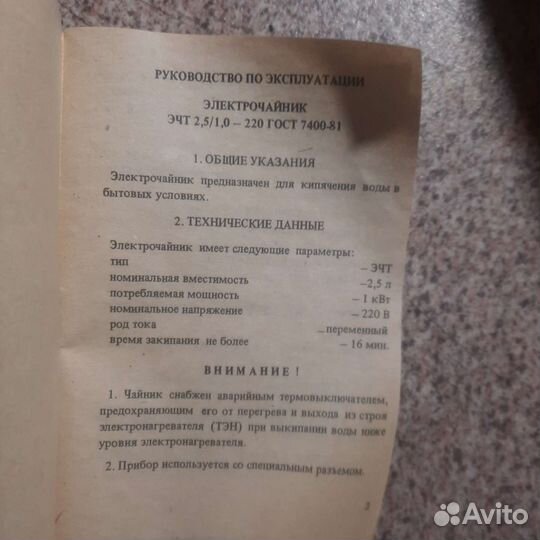 РУКОВОДСТВО ПО ЭКСПЛУАТАЦИИ
ЭЛЕКТРОЧАЙНИК
ЭЧТ 2,5/1,0 – 220 ГОСТ 7400-81
1. ОБЩИЕ УКАЗАНИЯ
Электрочайник предназначен для кипячения воды в
бытовых условиях.
2. ТЕХНИЧЕСКИЕ ДАННЫЕ
Электрочайник имеет следующие параметры:
тип – ЭЧТ
номинальная вместимость –2,5 л
потребляемая мощность – 1 кВт
номинальное напряжение – 220 В
род тока – переменный
время закипания не более – 16 мин.
ВНИМАНИЕ!
1. Чайник снабжен аварийным термовыключателем,
предохраняющим его от перегрева и выхода из строя
электронагревателя (ТЭН) при выкипании воды ниже
уровня электронагревателя.
2. Прибор используется со специальным разъемом.
3
Avito